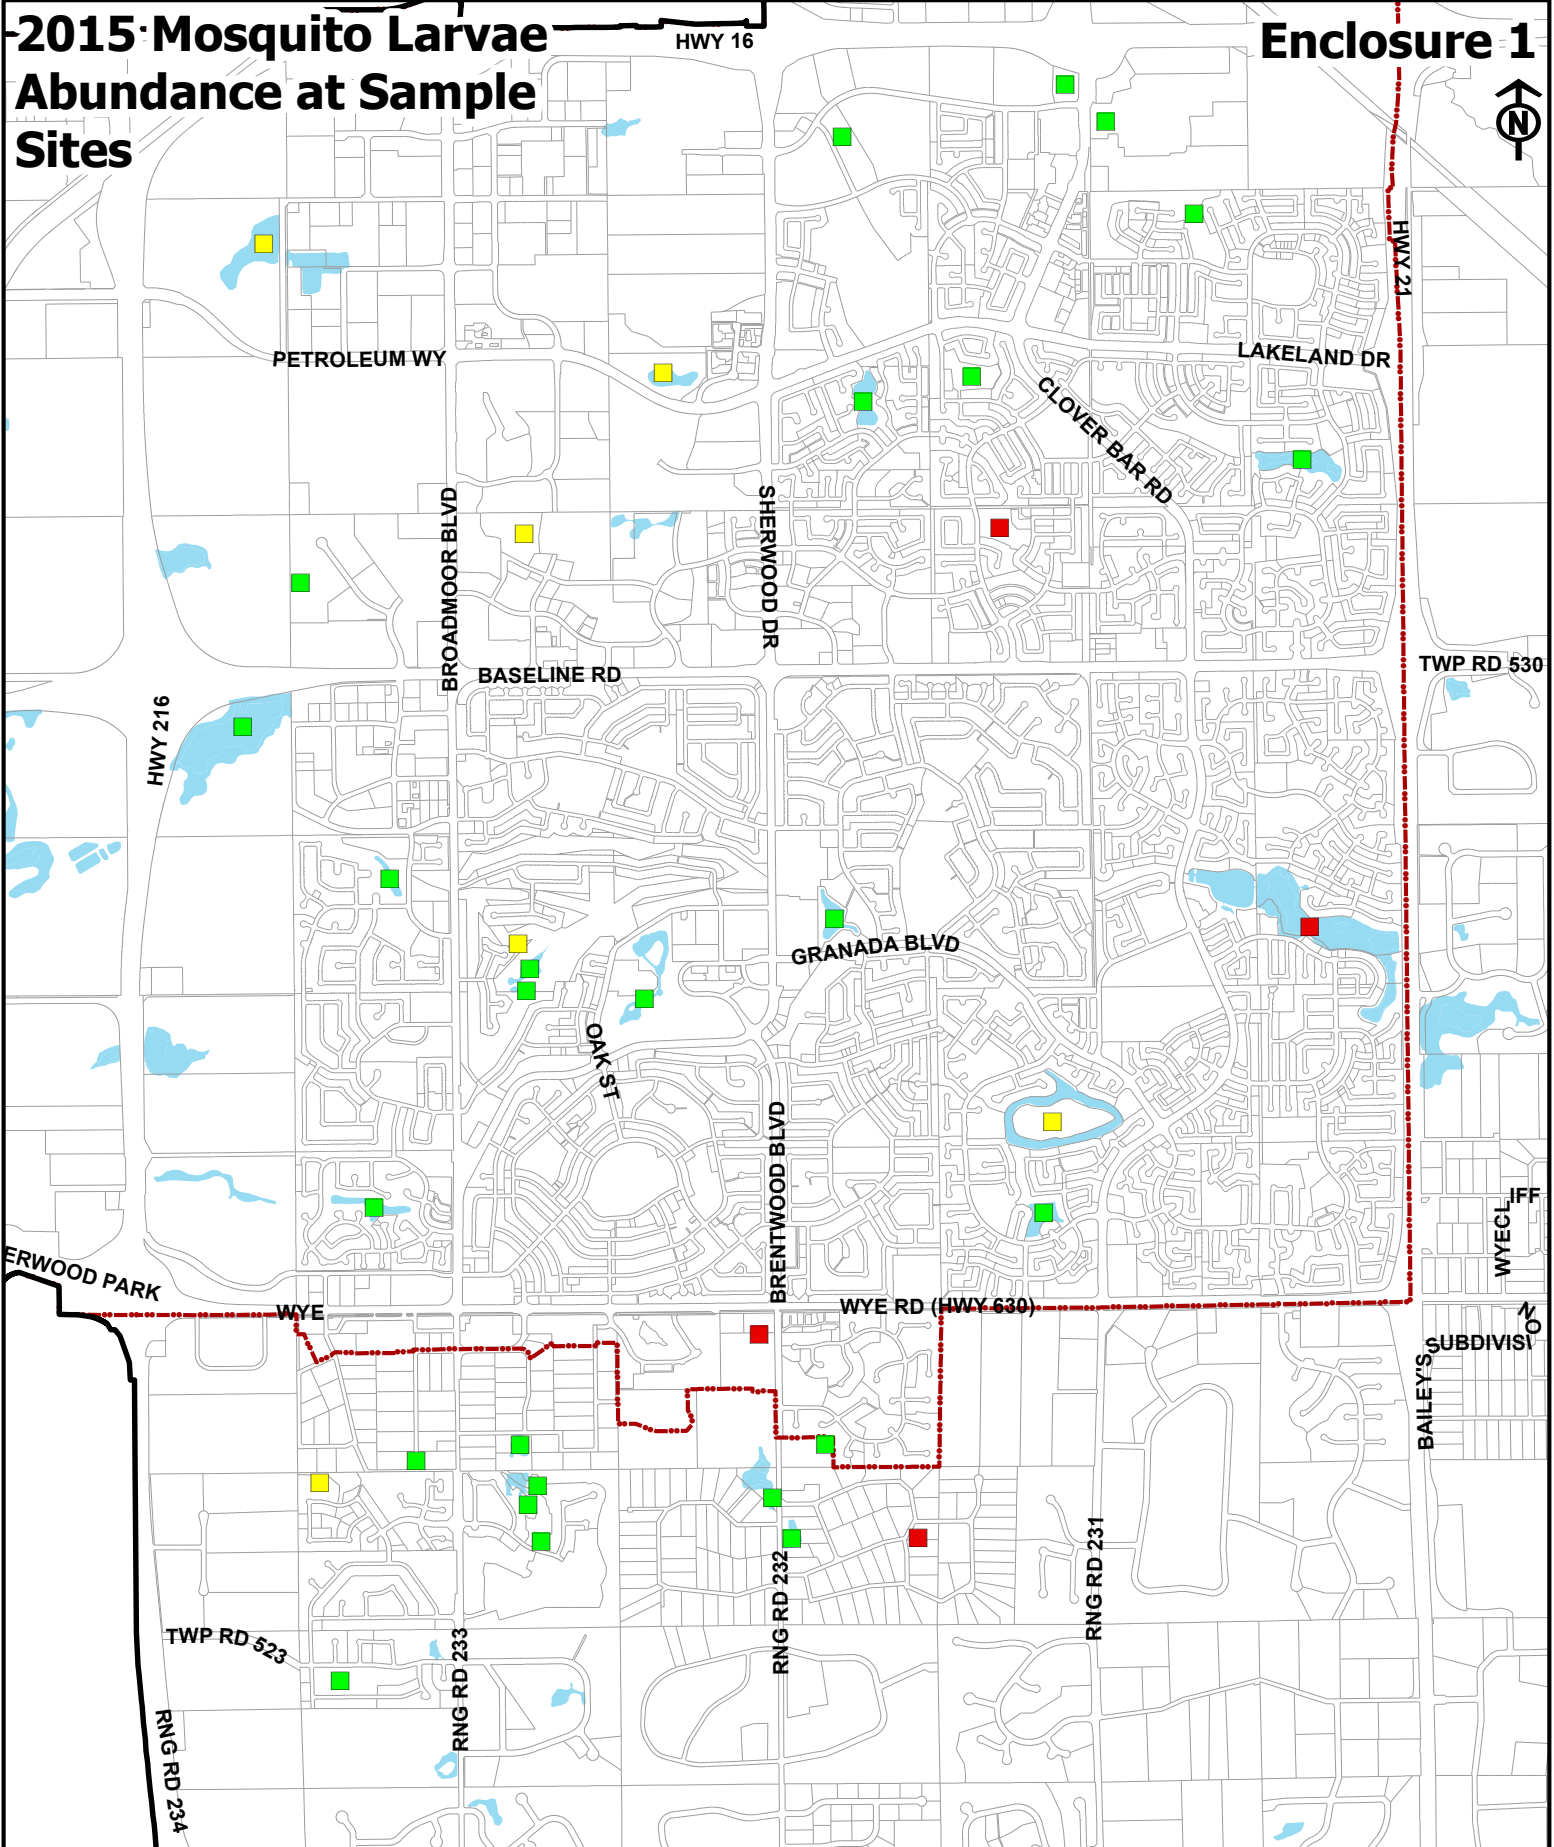 2015 Mosquito Larvae
Abundance at Sample
Sites
Enclosure 1
HWY 16
N
HWY 21
PETROLEUM WY
LAKELAND DR
CLOVER BAR RD
BROADMOOR BLVD
SHERWOOD DR
BASELINE RD
TWP RD 530
HWY 216
GRANADA BLVD
OAK ST
BRENTWOOD BLVD
IFF
WYECL
ERWOOD PARK
WYE
WYE RD (HWY 630)
NO
SUBDIVISI
BAILEY'S
RNG RD 231
RNG RD 232
TWP RD 523
RNG RD 233
RNG RD 234